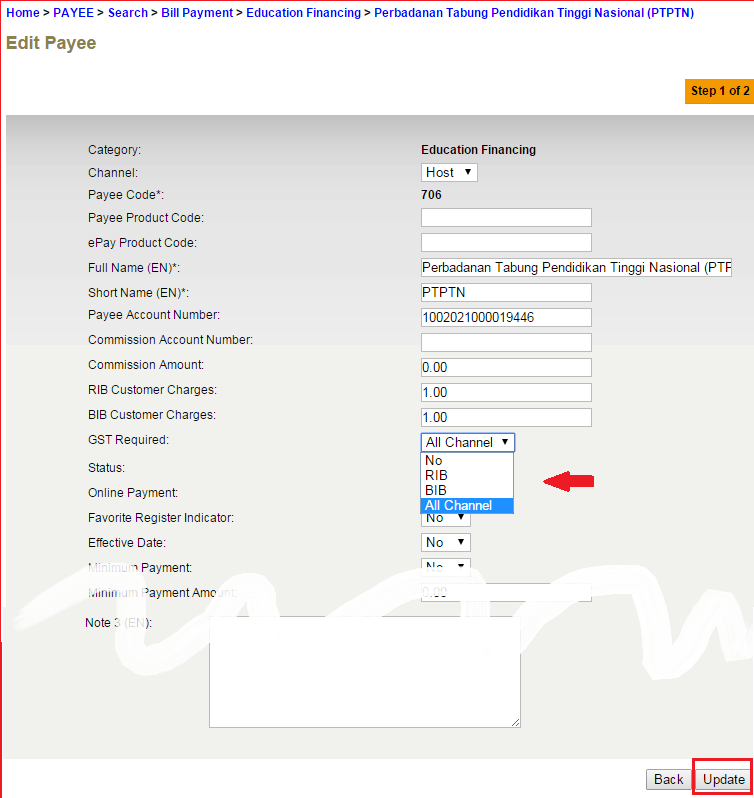 Home > PAYEE > Search > Bill Payment > Education Financing > Perbadanan Tabung Pendidikan Tinggi Nasional (PTPTN)
Edit Payee
Step 1 of 2
Category: Education Financing
Channel: Host
Payee Code*: 706
Payee Product Code:
ePay Product Code:
Full Name (EN)*: Perbadanan Tabung Pendidikan Tinggi Nasional (PTP
Short Name (EN)*: PTPTN
Payee Account Number: 1002021000019446
Commission Account Number:
Commission Amount: 0.00
RIB Customer Charges: 1.00
BIB Customer Charges: 1.00
GST Required: All Channel
No
RIB
Status:
BIB
Online Payment:
All Channel
Favorite Register Indicator: No
Effective Date: No
Minimum Payment: No
Minimum Payment Amount: 0.00
Note 3 (EN):
Back Update